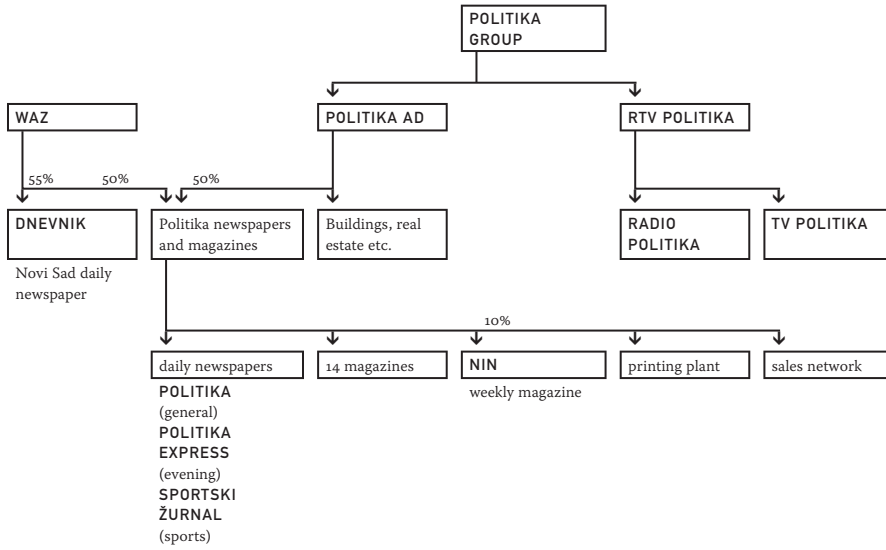 POLITIKA
GROUP
WAZ
POLITIKA AD
RTV POLITIKA
55%
50%
50%
DNEVNIK
Novi Sad daily
newspaper
Politika newspapers
and magazines
Buildings, real
estate etc.
RADIO
POLITIKA
TV POLITIKA
10%
daily newspapers
POLITIKA
(general)
POLITIKA
EXPRESS
(evening)
SPORTSKI
ŽURNAL
(sports)
14 magazines
NIN
weekly magazine
printing plant
sales network